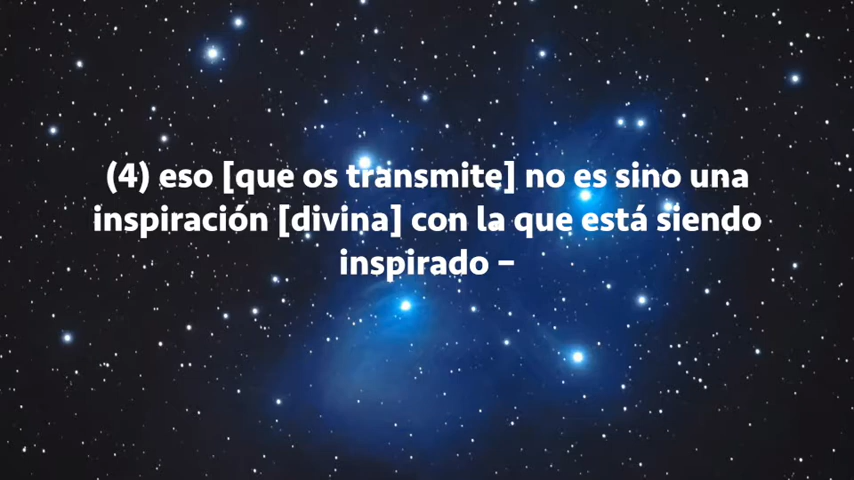 (4) eso [que os transmite] no es sino una
inspiración [divina] con la que está siendo
inspirado –